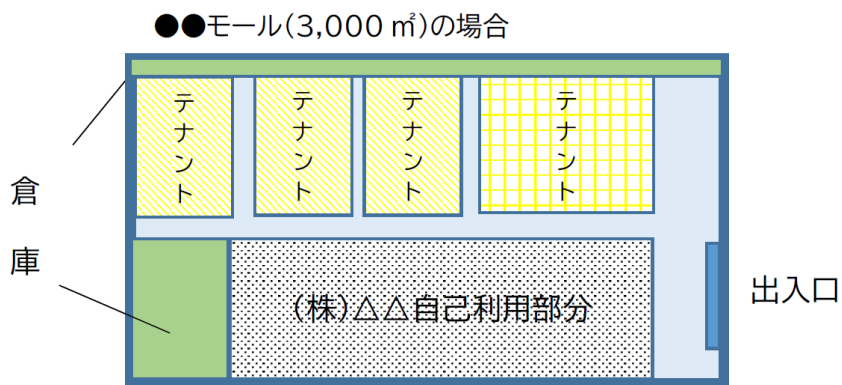 ●●モール(3,000㎡)の場合
テナント
テナント
テナント
テナント
倉庫
(株)△△自己利用部分
出入口